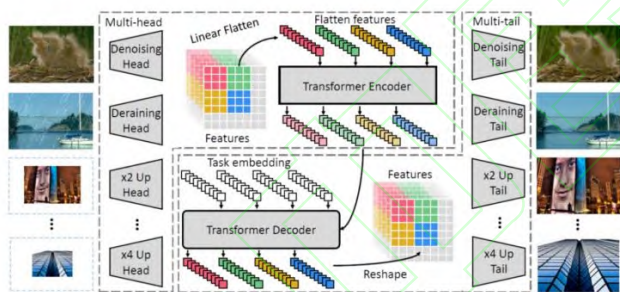 Multi-head
Linear Flatten
Flatten features
Multi-tail
Denoising
Head
Transformer Encoder
Denoising
Tail
Deraining
Head
Features
Deraining
Tail
Task embedding
Features
x2 Up
Head
x2 Up
Tail
Transformer Decoder
x4 Up
Head
Reshape
x4 Up
Tail